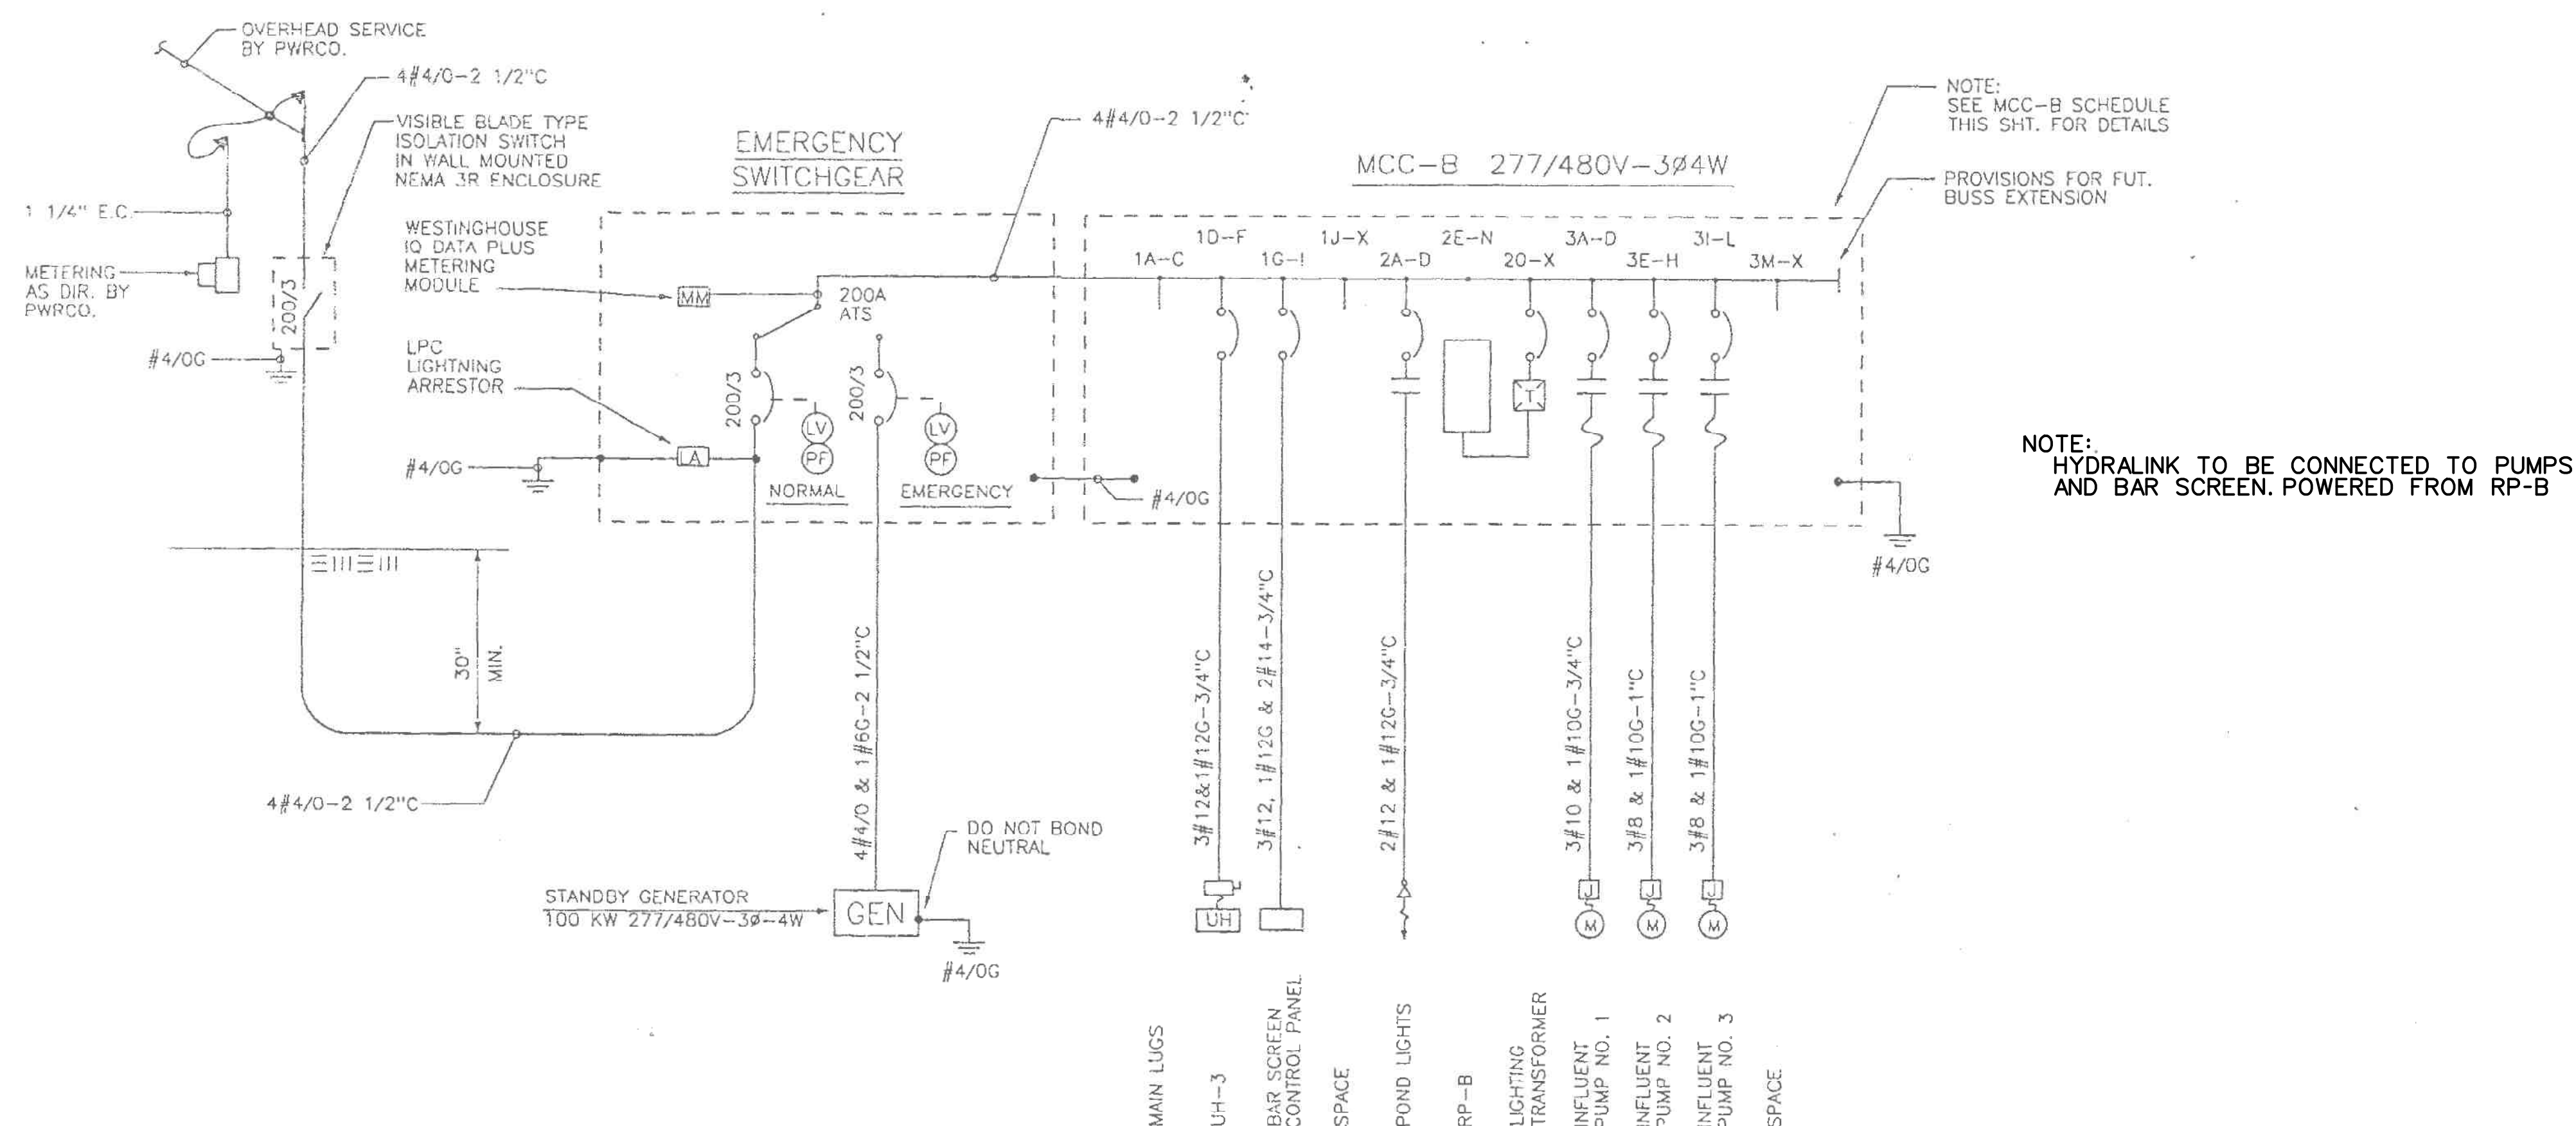 OVERHEAD SERVICE
BY PWRCO.
4#4/0-2 1/2"C
VISIBLE BLADE TYPE
ISOLATION SWITCH
IN WALL MOUNTED
NEMA 3R ENCLOSURE
1 1/4" E.C.
METERING
AS DIR. BY
PWRCO.
200/3
#4/0G
EMERGENCY
SWITCHGEAR
WESTINGHOUSE
IQ DATA PLUS
METERING
MODULE
MM
200A
ATS
LPC
LIGHTNING
ARRESTOR
#4/0G
LA
200/3
LV
PF
NORMAL
200/3
LV
PF
EMERGENCY
4#4/0-2 1/2"C
#4/0G
30"
MIN.
4#4/0-2 1/2"C
4#4/0 & 1#6G-2 1/2"C
DO NOT BOND
NEUTRAL
STANDBY GENERATOR
100 KW 277/480V-3Ø-4W
GEN
#4/0G
MCC-B 277/480V-3Ø4W
NOTE:
SEE MCC-B SCHEDULE
THIS SHT. FOR DETAILS
PROVISIONS FOR FUT.
BUSS EXTENSION
1A-C
1D-F
1G-I
1J-X
2A-D
2E-N
2O-X
3A-D
3E-H
3I-L
3M-X
T
#4/0G
NOTE:
HYDRALINK TO BE CONNECTED TO PUMPS
AND BAR SCREEN. POWERED FROM RP-B
3#12&1#12G-3/4"C
3#12, 1#12G & 2#14-3/4"C
2#12 & 1#12G-3/4"C
3#10 & 1#10G-3/4"C
3#8 & 1#10G-1"C
3#8 & 1#10G-1"C
UH
J
M
J
M
J
M
MAIN LUGS
UH-3
BAR SCREEN
CONTROL PANEL
SPACE
POND LIGHTS
RP-B
LIGHTING
TRANSFORMER
INFLUENT
PUMP NO. 1
INFLUENT
PUMP NO. 2
INFLUENT
PUMP NO. 3
SPACE